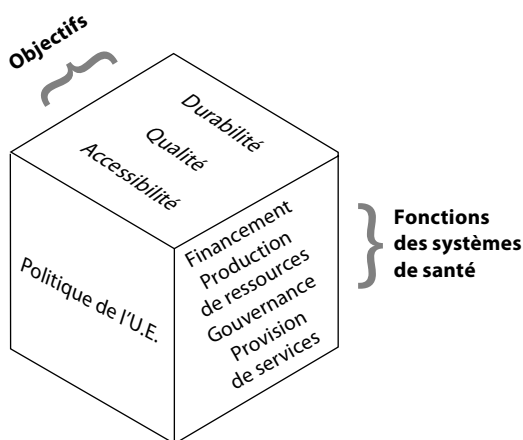 Objectifs
Durabilité
Qualité
Accessibilité
Politique de l'U.E.
Financement
Production
de ressources
Gouvernance
Provision
de services
Fonctions
des systèmes
de santé